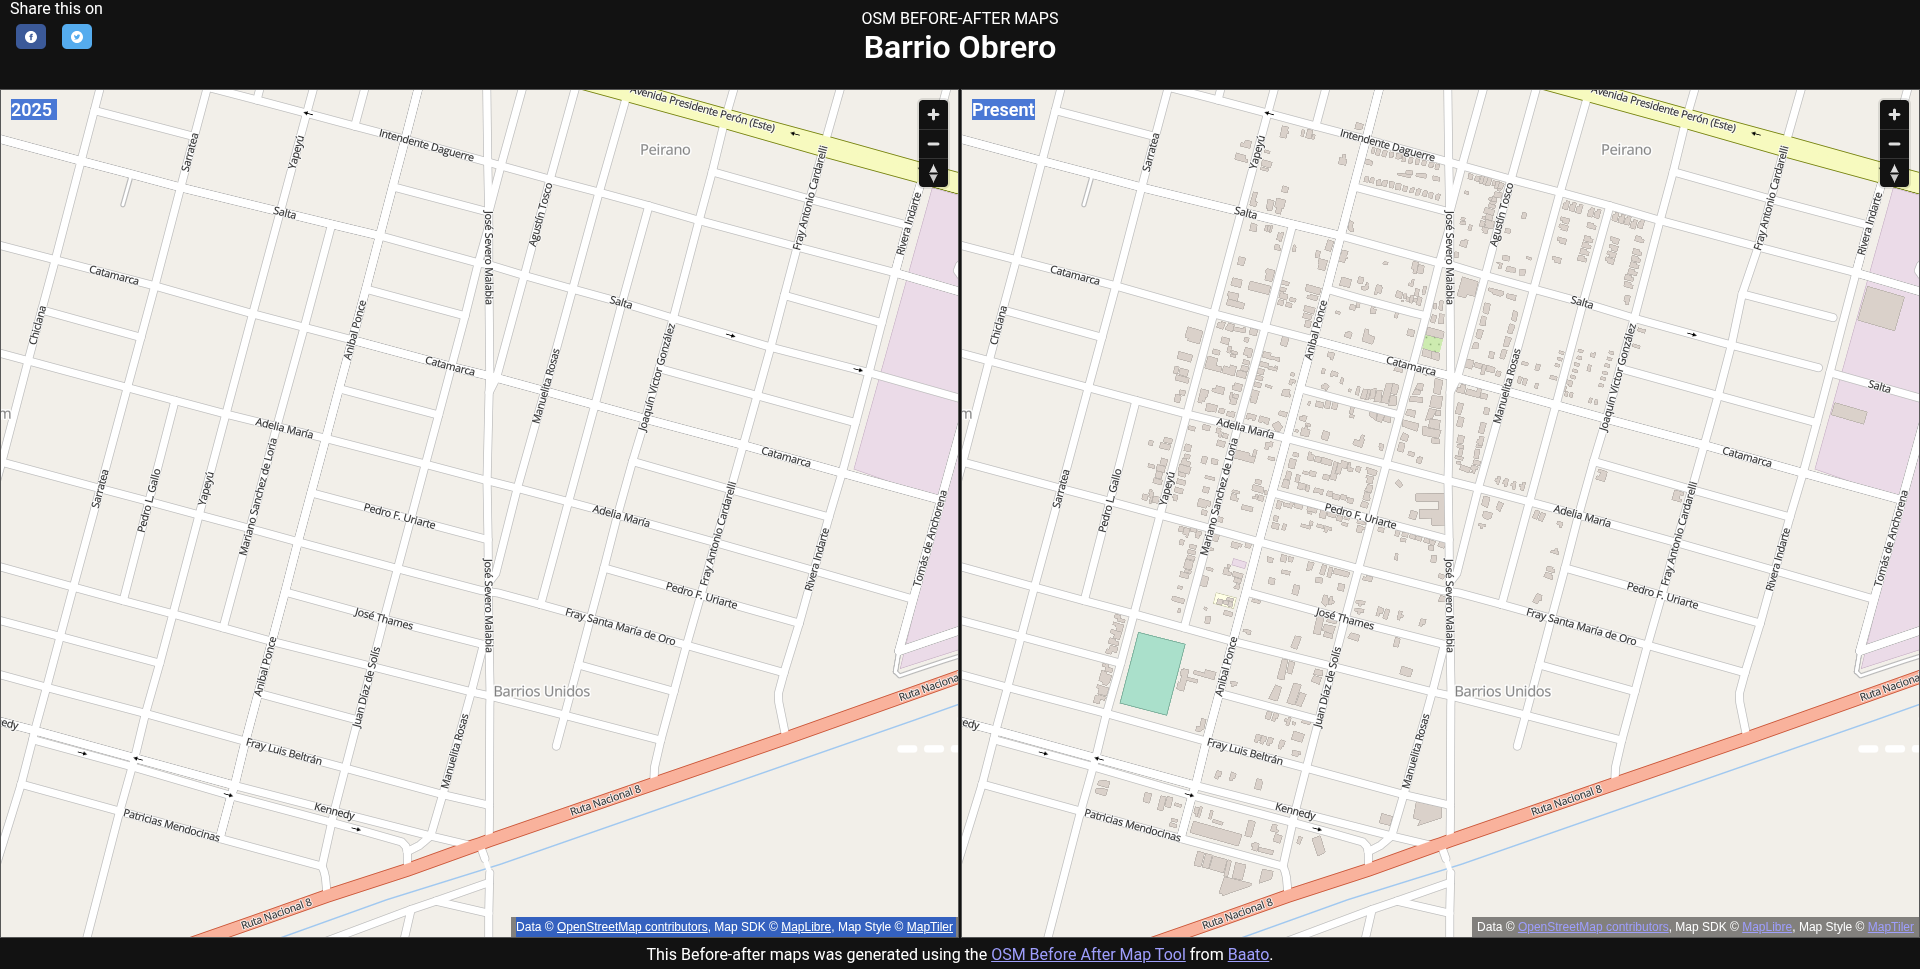 Share this on
OSM BEFORE-AFTER MAPS
Barrio Obrero
2025
Avenida Presidente Perón (Este)
Intendente Daguerre
Peirano
Sarratea
Yapeyú
Agustín Tosco
Fray Antonio Cardarelli
Rivera Indarte
Salta
José Severo Malabia
Catamarca
Salta
Chiclana
Aníbal Ponce
Catamarca
Manuelita Rosas
Joaquín Víctor González
m
Adelia María
Catamarca
Sarratea
Pedro L. Gallo
Yapeyú
Mariano Sanchez de Loria
Pedro F. Uriarte
Adelia María
Fray Antonio Cardarelli
Rivera Indarte
Tomás de Anchorena
José Severo Malabia
Pedro F. Uriarte
José Thames
Fray Santa María de Oro
Aníbal Ponce
Juan Díaz de Solís
Barrios Unidos
Ruta Naciona
edy
Manuelita Rosas
Fray Luis Beltrán
Ruta Nacional 8
Kennedy
Patricias Mendocinas
Ruta Nacional 8
Data © OpenStreetMap contributors, Map SDK © MapLibre, Map Style © MapTiler
Present
Avenida Presidente Perón (Este)
Intendente Daguerre
Peirano
Sarratea
Yapeyú
Agustín Tosco
Fray Antonio Cardarelli
Rivera Indarte
Salta
José Severo Malabia
Catamarca
Salta
Chiclana
Aníbal Ponce
Catamarca
Manuelita Rosas
Joaquín Víctor González
Salta
m
Adelia María
Catamarca
Sarratea
Pedro L. Gallo
Yapeyú
Mariano Sanchez de Loria
Pedro F. Uriarte
Adelia María
Fray Antonio Cardarelli
Rivera Indarte
Tomás de Anchorena
José Severo Malabia
Pedro F. Uriarte
José Thames
Fray Santa María de Oro
Aníbal Ponce
Juan Díaz de Solís
Barrios Unidos
Ruta Naciona
edy
Manuelita Rosas
Fray Luis Beltrán
Ruta Nacional 8
Kennedy
Patricias Mendocinas
Ruta Nacional 8
Data © OpenStreetMap contributors, Map SDK © MapLibre, Map Style © MapTiler
This Before-after maps was generated using the OSM Before After Map Tool from Baato.